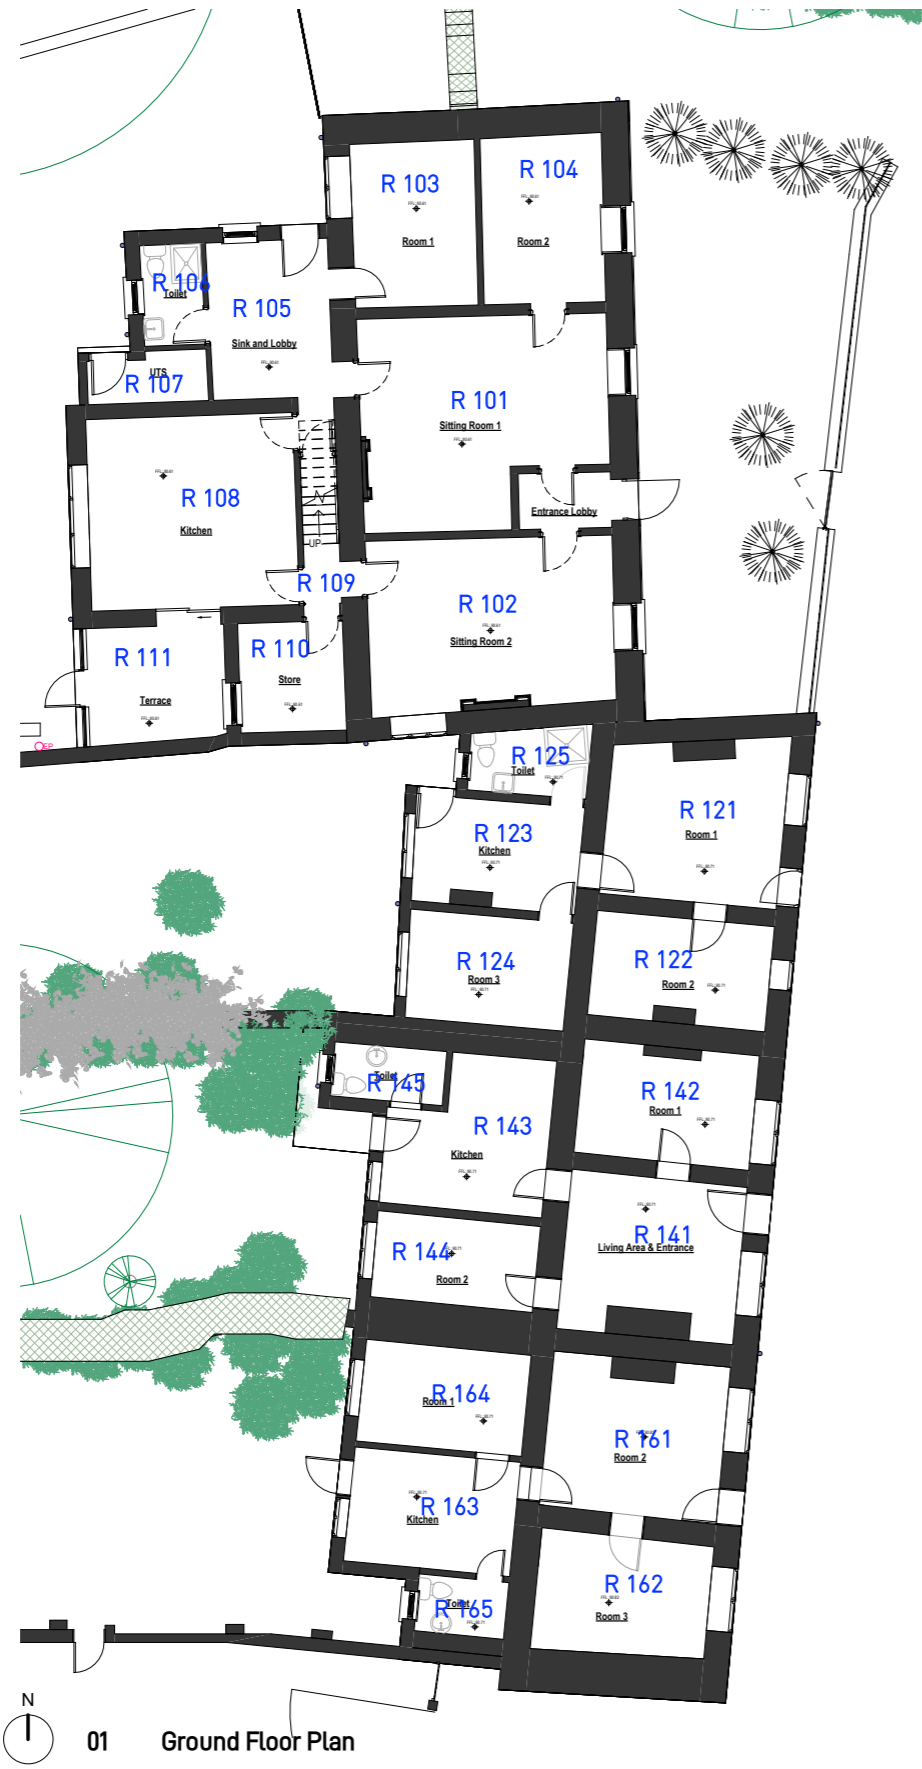 R 103
R 104
Room 1
Room 2
R 106
Toilet
R 105
Sink and Lobby
UTS
R 107
R 101
Sitting Room 1
R 108
Kitchen
Entrance Lobby
UP
R 109
R 102
Sitting Room 2
R 110
Store
R 111
Terrace
EP
R 125
Toilet
R 121
Room 1
R 123
Kitchen
R 124
Room 3
R 122
Room 2
R 145
Toilet
R 142
Room 1
R 143
Kitchen
R 141
Living Area & Entrance
R 144
Room 2
R 164
Room 1
R 161
Room 2
R 163
Kitchen
R 162
Room 3
R 165
Toilet
N
01 Ground Floor Plan